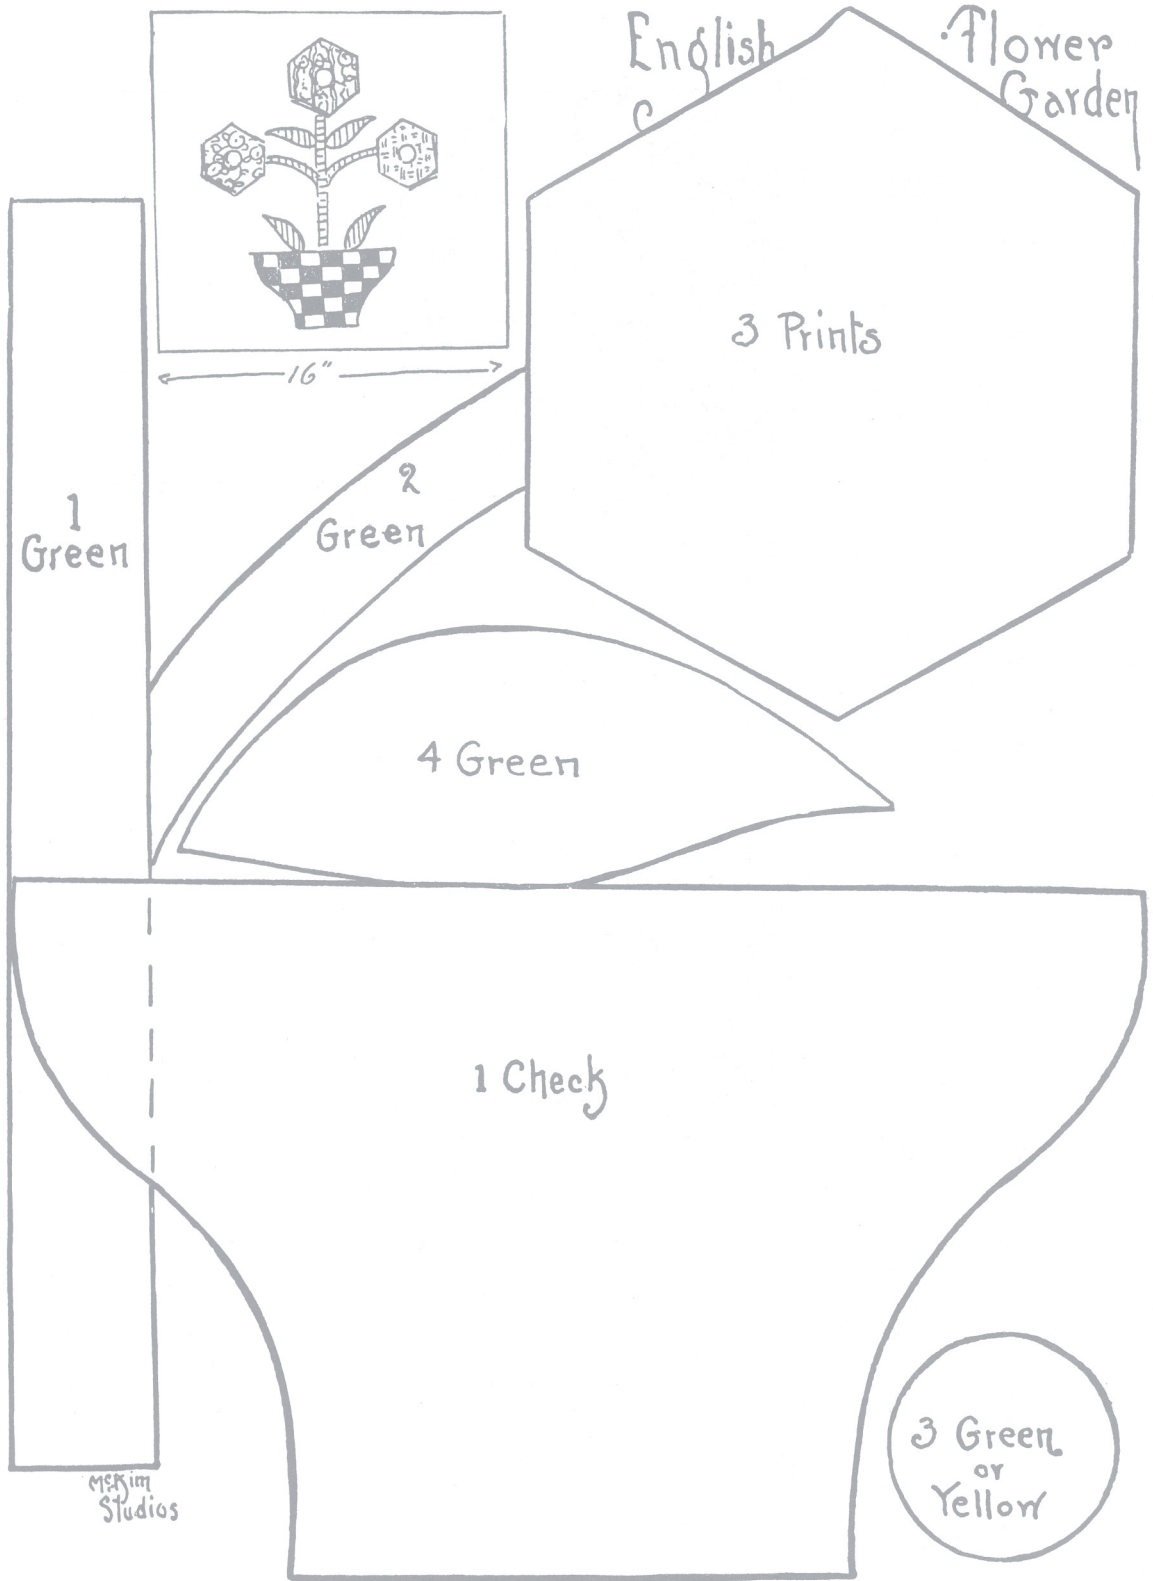 English Flower
Garden
16"
3 Prints
2
Green
1
Green
4 Green
1 Check
3 Green
or
Yellow
McKim
Studios